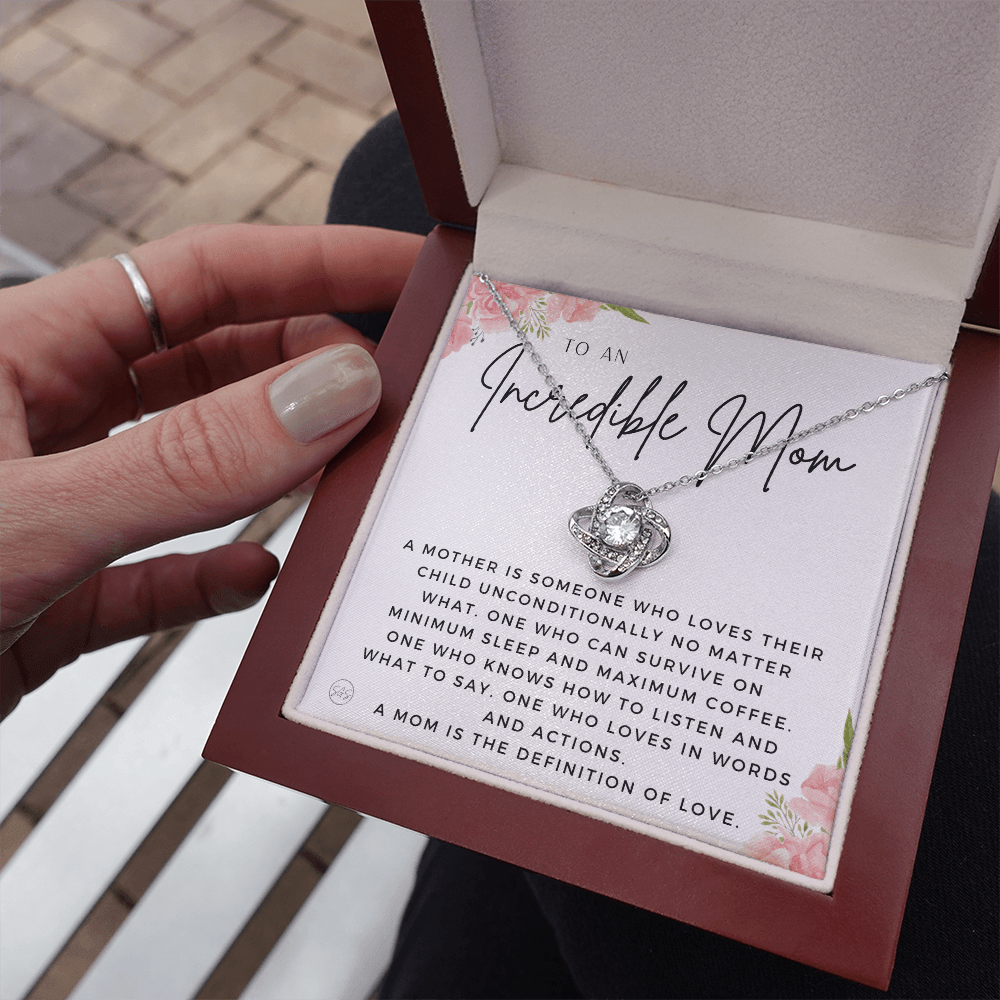 TO AN
Incredible Mom
A MOTHER IS SOMEONE WHO LOVES THEIR
CHILD UNCONDITIONALLY NO MATTER
WHAT. ONE WHO CAN SURVIVE ON
MINIMUM SLEEP AND MAXIMUM COFFEE.
ONE WHO KNOWS HOW TO LISTEN AND
WHAT TO SAY. ONE WHO LOVES IN WORDS
AND ACTIONS.
A MOM IS THE DEFINITION OF LOVE.
S&S